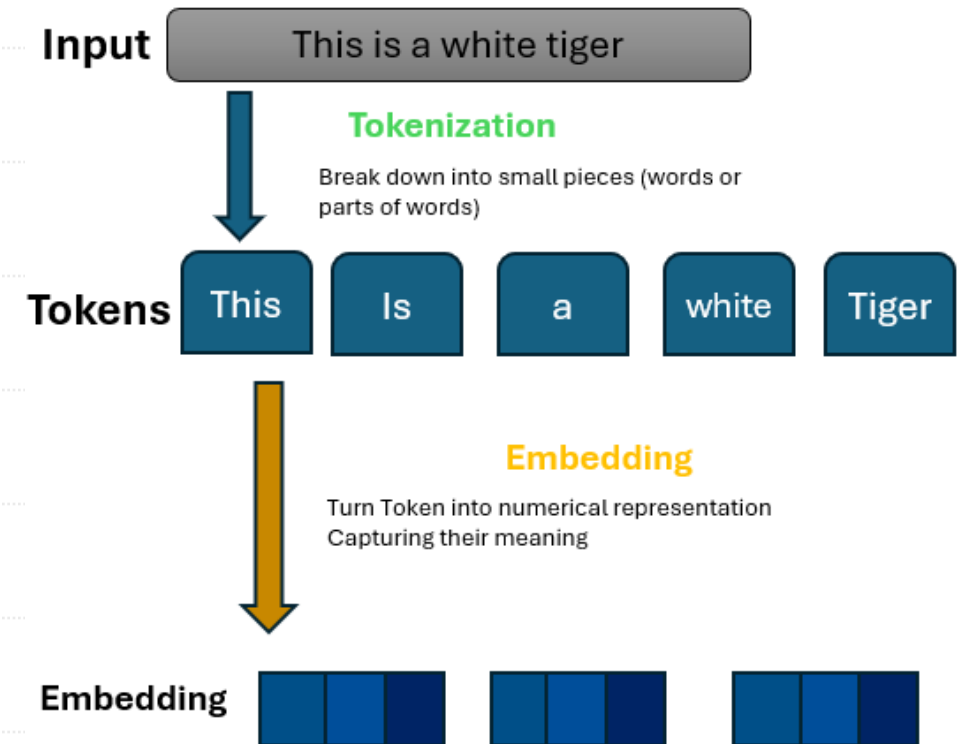 Input
This is a white tiger
Tokenization
Break down into small pieces (words or
parts of words)
Tokens
This
Is
a
white
Tiger
Embedding
Turn Token into numerical representation
Capturing their meaning
Embedding